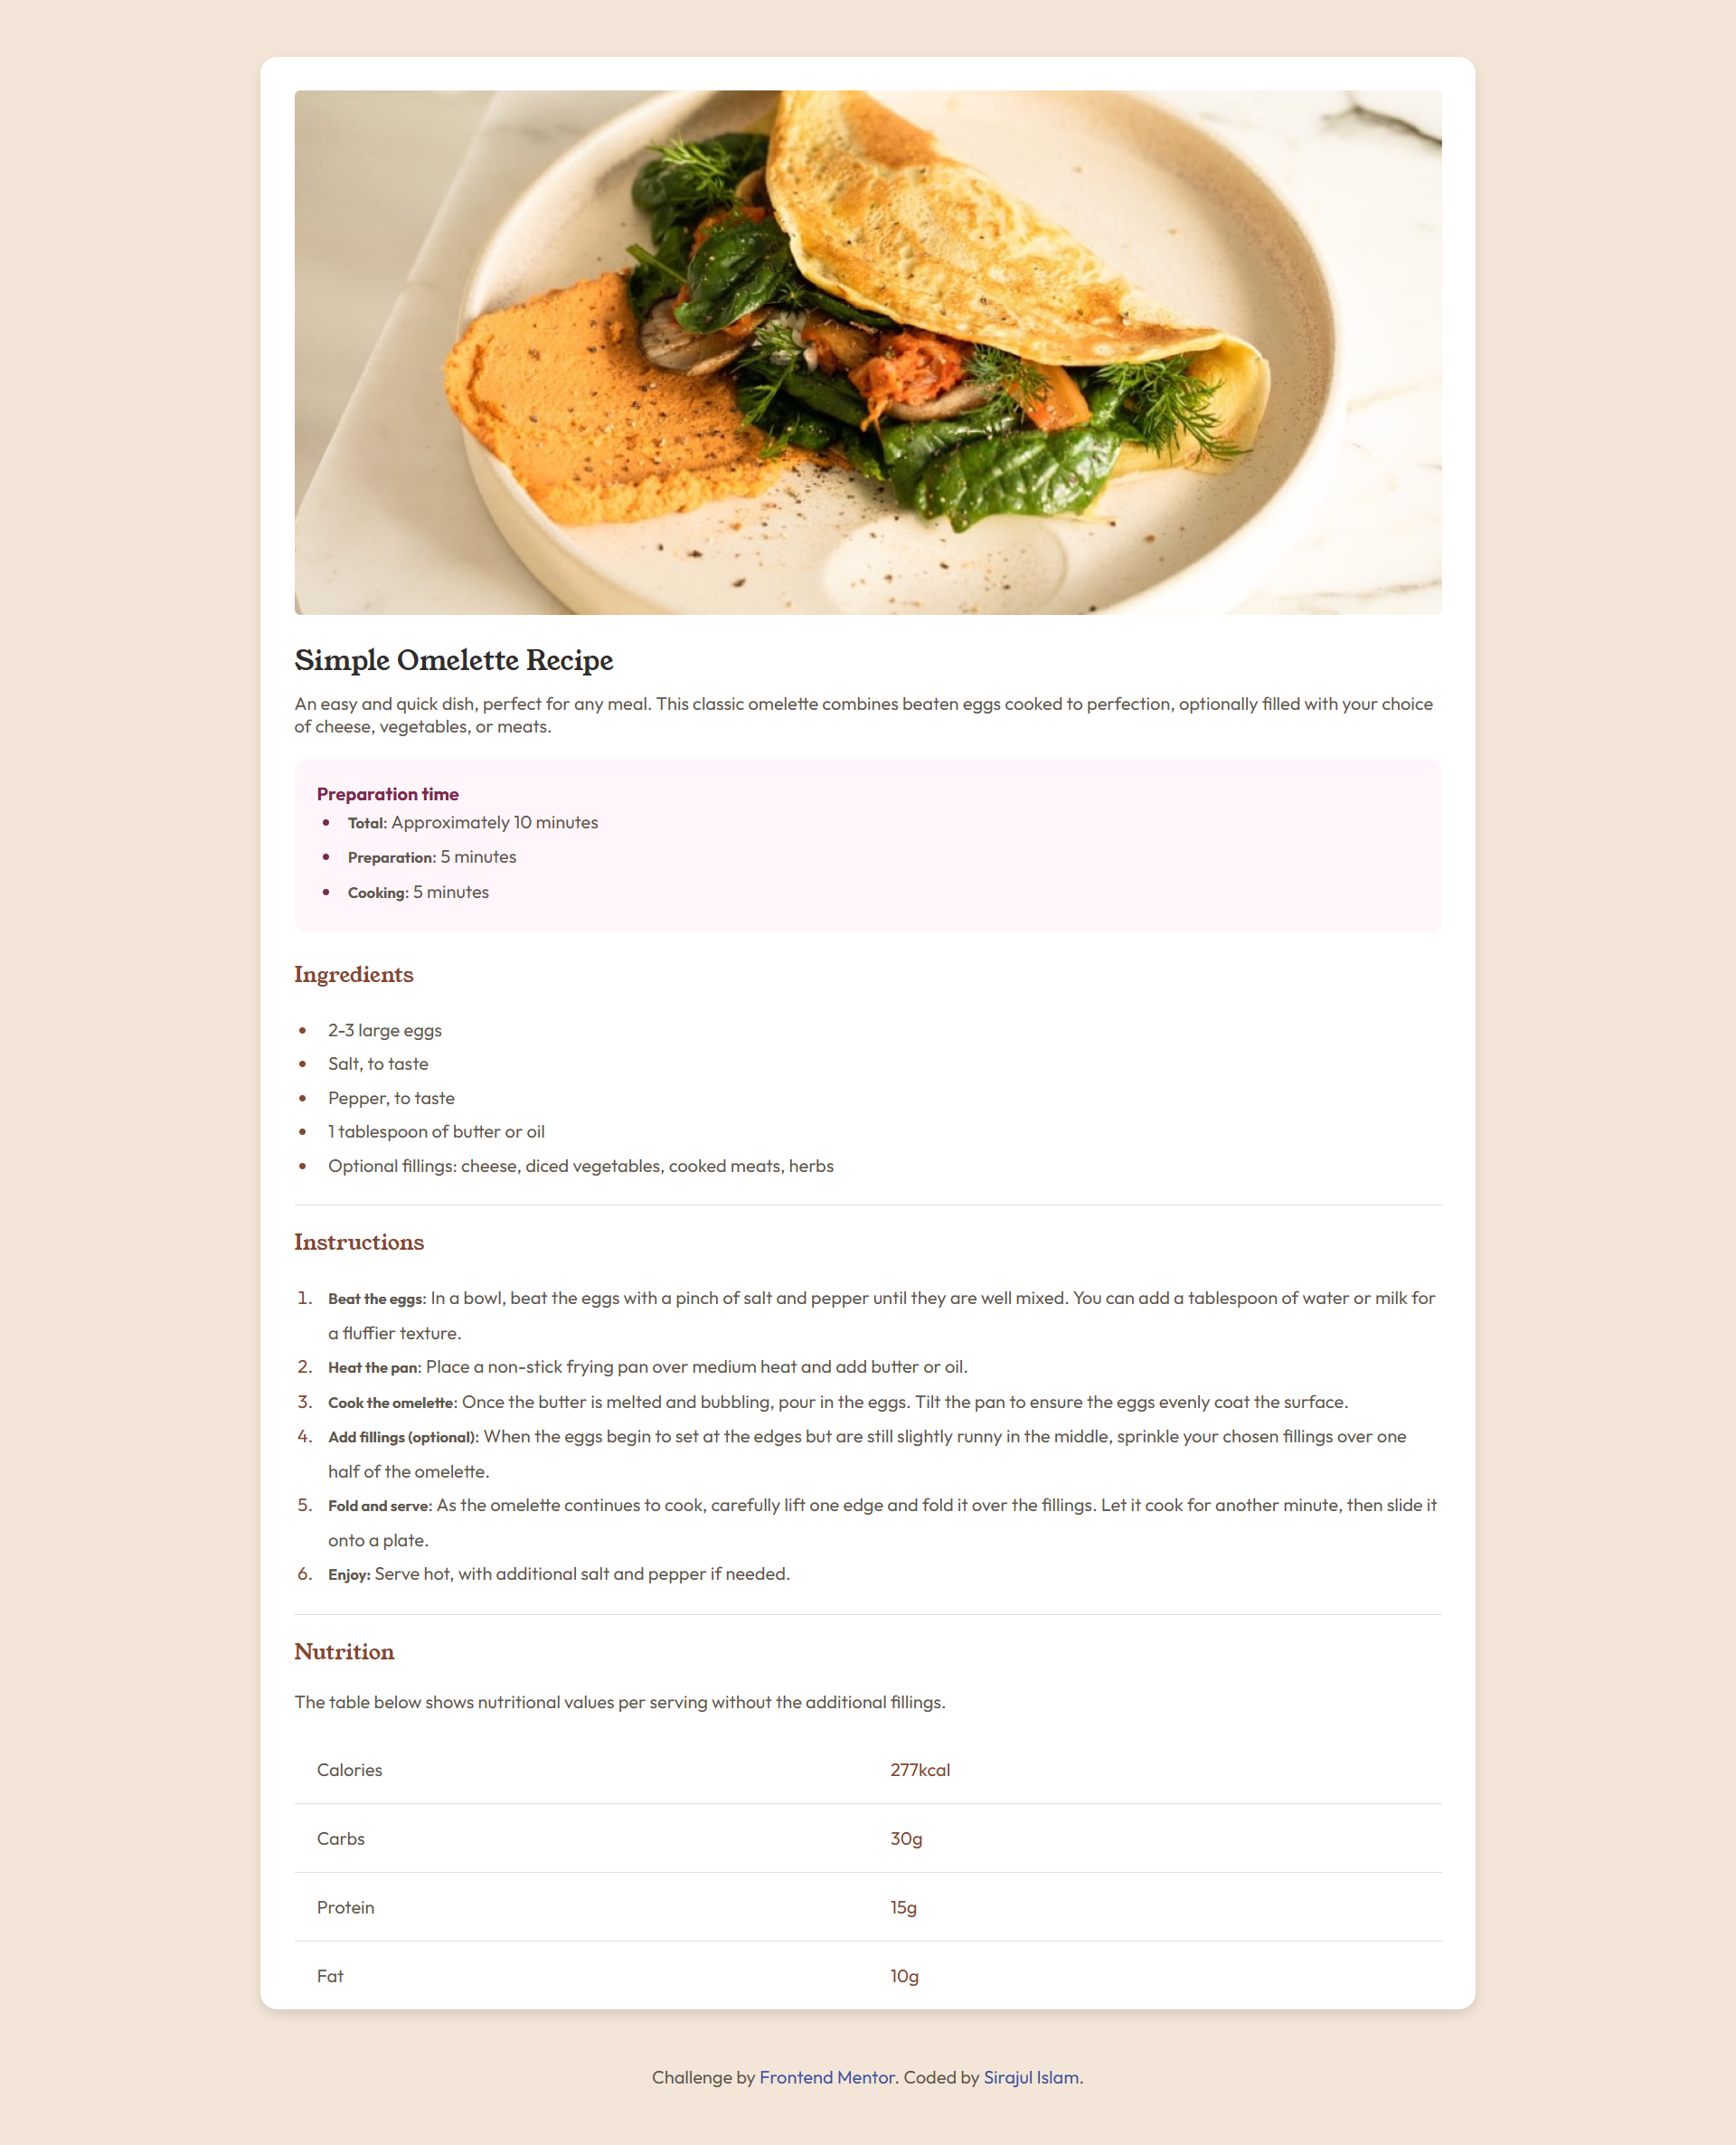 Simple Omelette Recipe
An easy and quick dish, perfect for any meal. This classic omelette combines beaten eggs cooked to perfection, optionally filled with your choice
of cheese, vegetables, or meats.
Preparation time
• Total: Approximately 10 minutes
• Preparation: 5 minutes
• Cooking: 5 minutes
Ingredients
• 2-3 large eggs
• Salt, to taste
• Pepper, to taste
• 1 tablespoon of butter or oil
• Optional fillings: cheese, diced vegetables, cooked meats, herbs
Instructions
1. Beat the eggs: In a bowl, beat the eggs with a pinch of salt and pepper until they are well mixed. You can add a tablespoon of water or milk for
a fluffier texture.
2. Heat the pan: Place a non-stick frying pan over medium heat and add butter or oil.
3. Cook the omelette: Once the butter is melted and bubbling, pour in the eggs. Tilt the pan to ensure the eggs evenly coat the surface.
4. Add fillings (optional): When the eggs begin to set at the edges but are still slightly runny in the middle, sprinkle your chosen fillings over one
half of the omelette.
5. Fold and serve: As the omelette continues to cook, carefully lift one edge and fold it over the fillings. Let it cook for another minute, then slide it
onto a plate.
6. Enjoy: Serve hot, with additional salt and pepper if needed.
Nutrition
The table below shows nutritional values per serving without the additional fillings.
Calories 277kcal
Carbs 30g
Protein 15g
Fat 10g
Challenge by Frontend Mentor. Coded by Sirajul Islam.